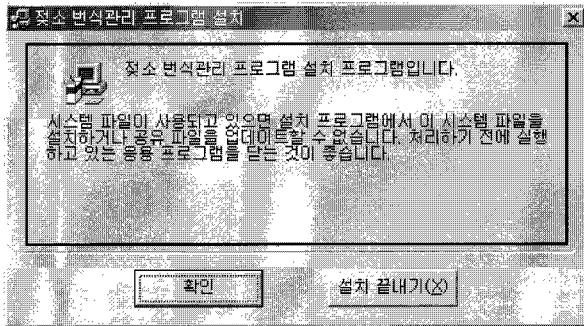 젖소 번식관리 프로그램 설치
젖소 번식관리 프로그램 설치 프로그램입니다.
시스템 파일이 사용되고 있으면 설치 프로그램에서 이 시스템 파일을
설치하거나 공유 파일을 업데이트할 수 없습니다. 처리하기 전에 실행
하고 있는 응용 프로그램를 닫는 것이 좋습니다.
확인
설치 끝내기(X)